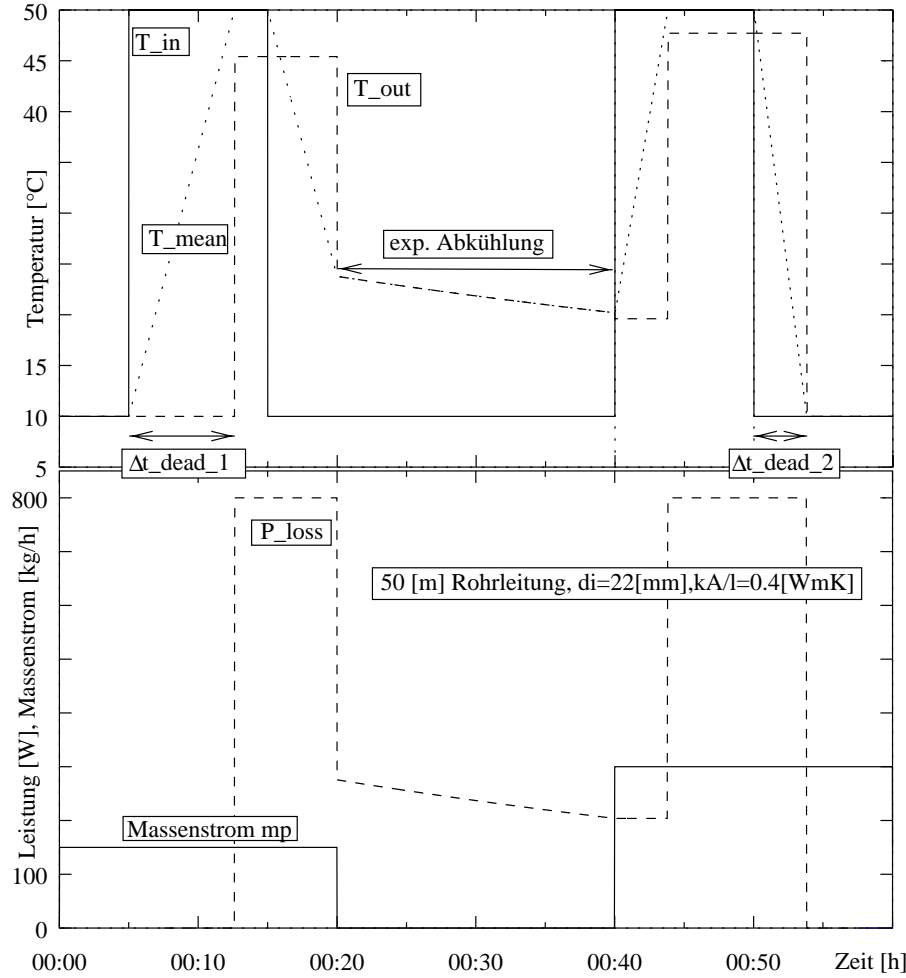 50
45
40
15
10
5
Temperatur [°C]
T_in
T_out
T_mean
exp. Abkühlung
Δt_dead_1
Δt_dead_2
800
100
0
Leistung [W], Massenstrom [kg/h]
P_loss
50 [m] Rohrleitung, di=22[mm],kA/l=0.4[WmK]
Massenstrom mp
00:00 00:10 00:20 00:30 00:40 00:50 Zeit [h]